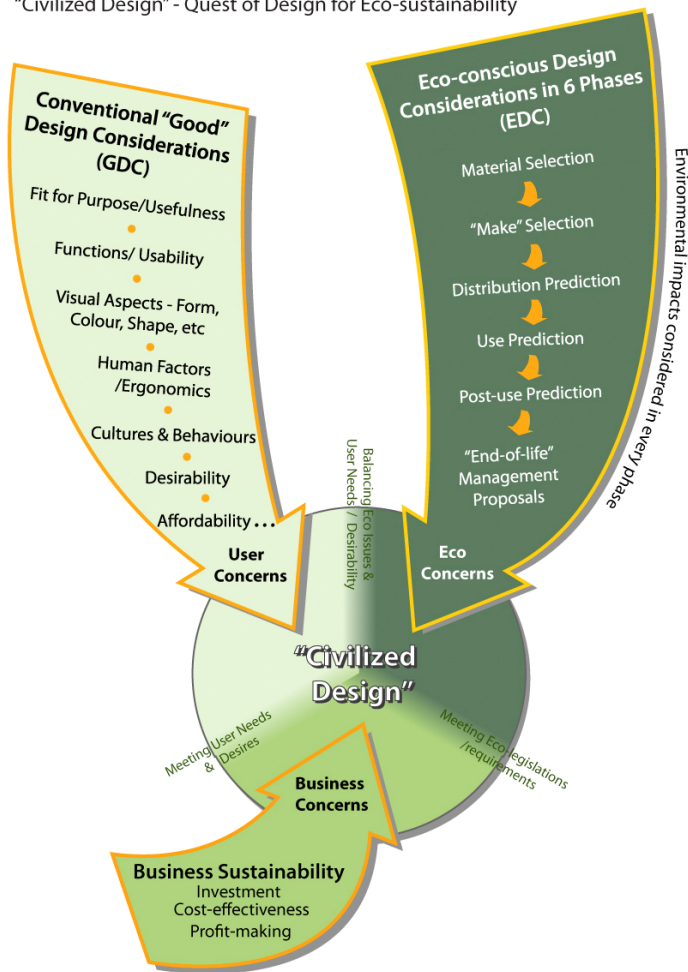 “Civilized Design” - Quest of Design for Eco-sustainability
Conventional “Good”
Design Considerations
(GDC)
Fit for Purpose/Usefulness
Functions/ Usability
Visual Aspects - Form,
Colour, Shape, etc
Human Factors
/Ergonomics
Cultures & Behaviours
Desirability
Affordability...
User
Concerns
Eco-conscious Design
Considerations in 6 Phases
(EDC)
Material Selection
“Make” Selection
Distribution Prediction
Use Prediction
Post-use Prediction
“End-of-life”
Management
Proposals
Eco
Concerns
Environmental impacts considered in every phase
Balancing Eco Issues &
User Needs / Desirability
“Civilized
Design”
Meeting User Needs
& Desires
Meeting Eco-legislations
/requirements
Business
Concerns
Business Sustainability
Investment
Cost-effectiveness
Profit-making